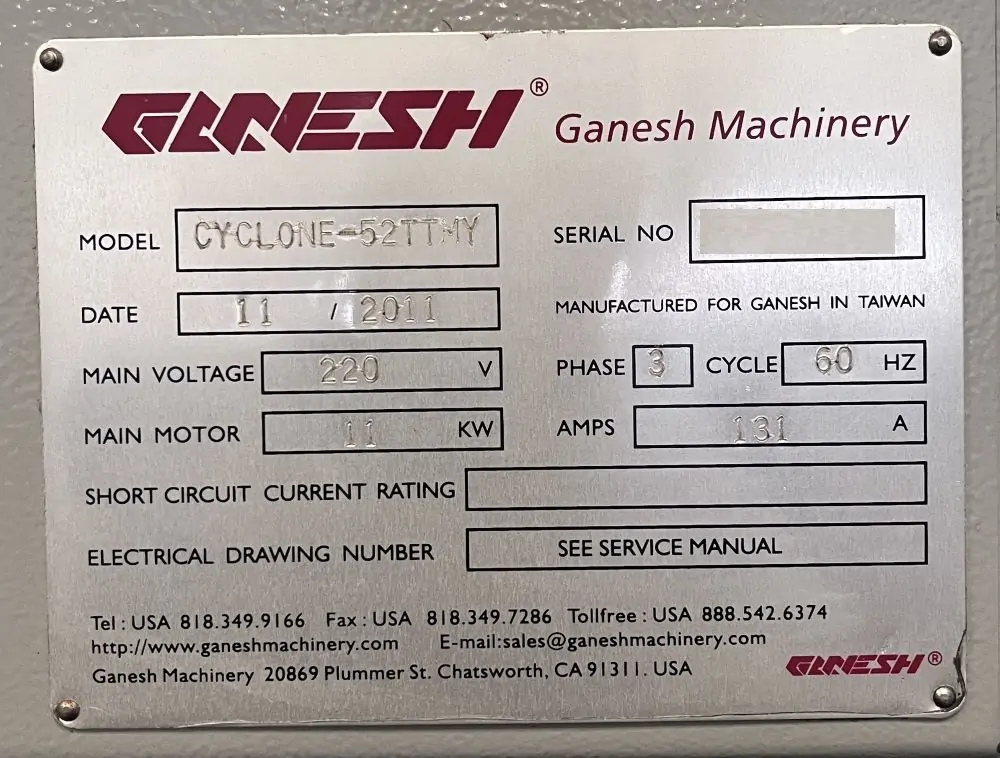 GANESH® Ganesh Machinery
MODEL CYCLONE-52TTMY SERIAL NO
DATE 11 / 2011 MANUFACTURED FOR GANESH IN TAIWAN
MAIN VOLTAGE 220 V PHASE 3 CYCLE 60 HZ
MAIN MOTOR 11 KW AMPS 131 A
SHORT CIRCUIT CURRENT RATING
ELECTRICAL DRAWING NUMBER SEE SERVICE MANUAL
Tel : USA 818.349.9166 Fax : USA 818.349.7286 Tollfree : USA 888.542.6374
http://www.ganeshmachinery.com E-mail:sales@ganeshmachinery.com
Ganesh Machinery 20869 Plummer St. Chatsworth, CA 91311. USA
GANESH®